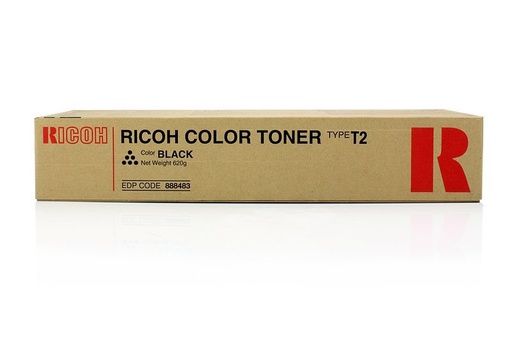 RICOH
RICOH COLOR TONER TYPE T2
Color BLACK
Net Weight 620g
EDP CODE 888483
R